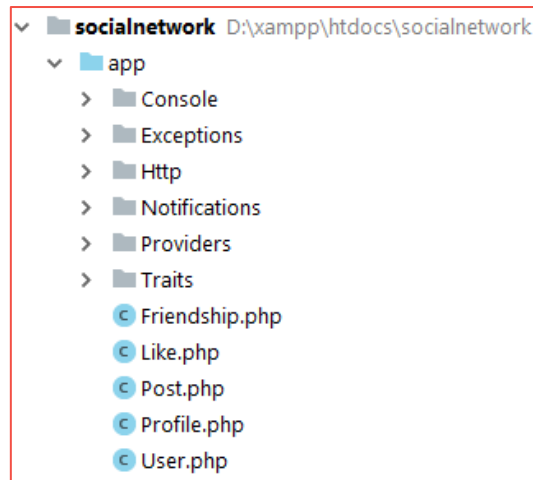 socialnetwork D:\xampp\htdocs\socialnetwork
app
Console
Exceptions
Http
Notifications
Providers
Traits
C Friendship.php
C Like.php
C Post.php
C Profile.php
C User.php